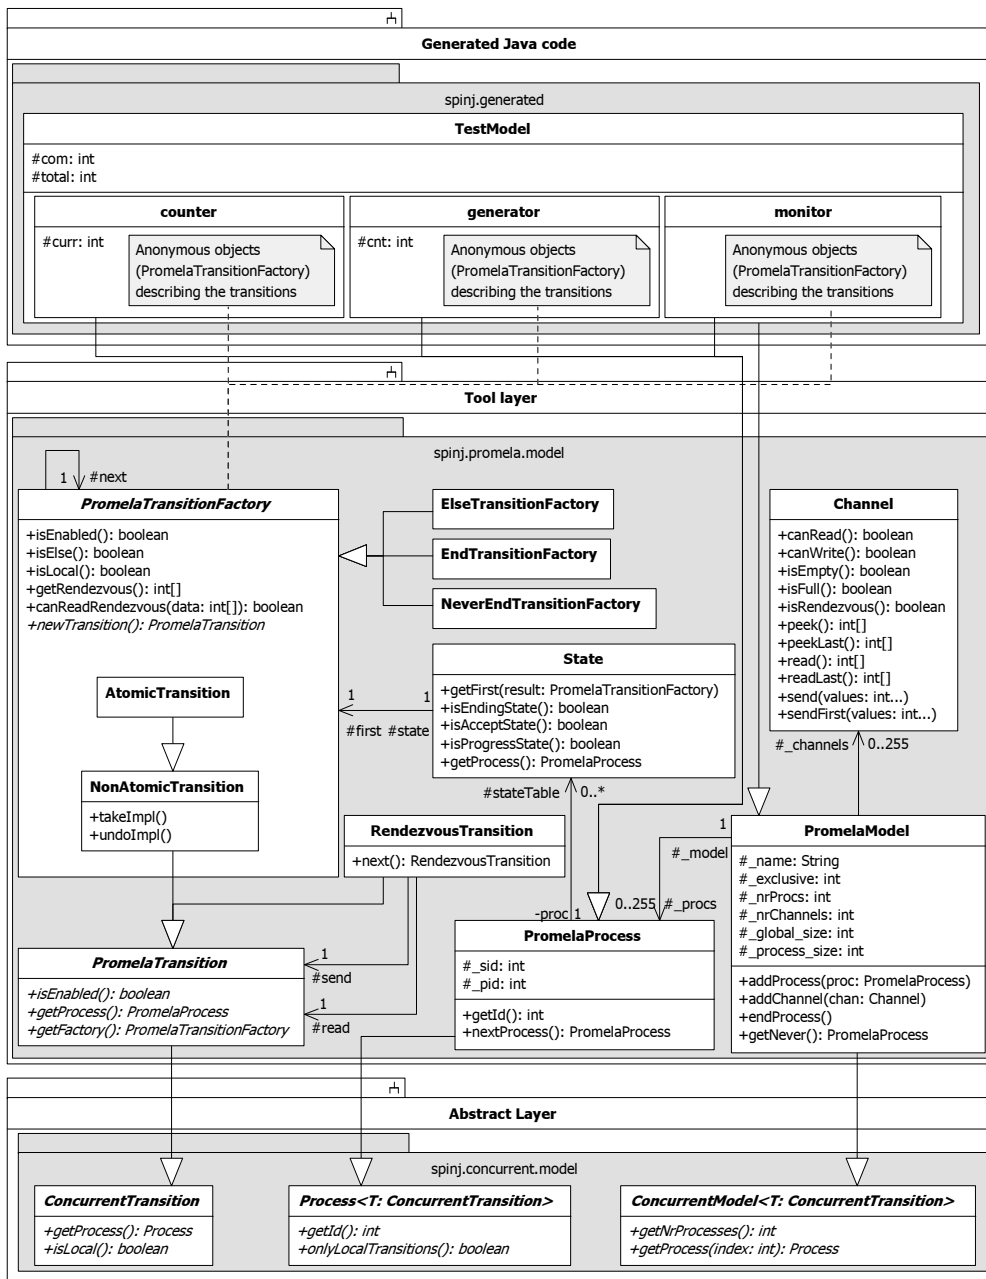 Generated Java code
spinj.generated
TestModel
#com: int
#total: int
counter
#curr: int
Anonymous objects
(PromelaTransitionFactory)
describing the transitions
generator
#cnt: int
Anonymous objects
(PromelaTransitionFactory)
describing the transitions
monitor
Anonymous objects
(PromelaTransitionFactory)
describing the transitions
Tool layer
spinj.promela.model
1
#next
PromelaTransitionFactory
+isEnabled(): boolean
+isElse(): boolean
+isLocal(): boolean
+getRendezvous(): int[]
+canReadRendezvous(data: int[]): boolean
+newTransition(): PromelaTransition
ElseTransitionFactory
EndTransitionFactory
NeverEndTransitionFactory
Channel
+canRead(): boolean
+canWrite(): boolean
+isEmpty(): boolean
+isFull(): boolean
+isRendezvous(): boolean
+peek(): int[]
+peekLast(): int[]
+read(): int[]
+readLast(): int[]
+send(values: int...)
+sendFirst(values: int...)
State
+getFirst(result: PromelaTransitionFactory)
+isEndingState(): boolean
+isAcceptState(): boolean
+isProgressState(): boolean
+getProcess(): PromelaProcess
1
1
#first
#state
AtomicTransition
NonAtomicTransition
+takeImpl()
+undoImpl()
#_channels
0..255
#stateTable
0..*
RendezvousTransition
+next(): RendezvousTransition
1
#_model
PromelaModel
#_name: String
#_exclusive: int
#_nrProcs: int
#_nrChannels: int
#_global_size: int
#_process_size: int
+addProcess(proc: PromelaProcess)
+addChannel(chan: Channel)
+endProcess()
+getNever(): PromelaProcess
0..255
#_procs
-proc
1
PromelaProcess
#_sid: int
#_pid: int
+getId(): int
+nextProcess(): PromelaProcess
PromelaTransition
+isEnabled(): boolean
+getProcess(): PromelaProcess
+getFactory(): PromelaTransitionFactory
1
#send
1
#read
Abstract Layer
spinj.concurrent.model
ConcurrentTransition
+getProcess(): Process
+isLocal(): boolean
Process<T: ConcurrentTransition>
+getId(): int
+onlyLocalTransitions(): boolean
ConcurrentModel<T: ConcurrentTransition>
+getNrProcesses(): int
+getProcess(index: int): Process